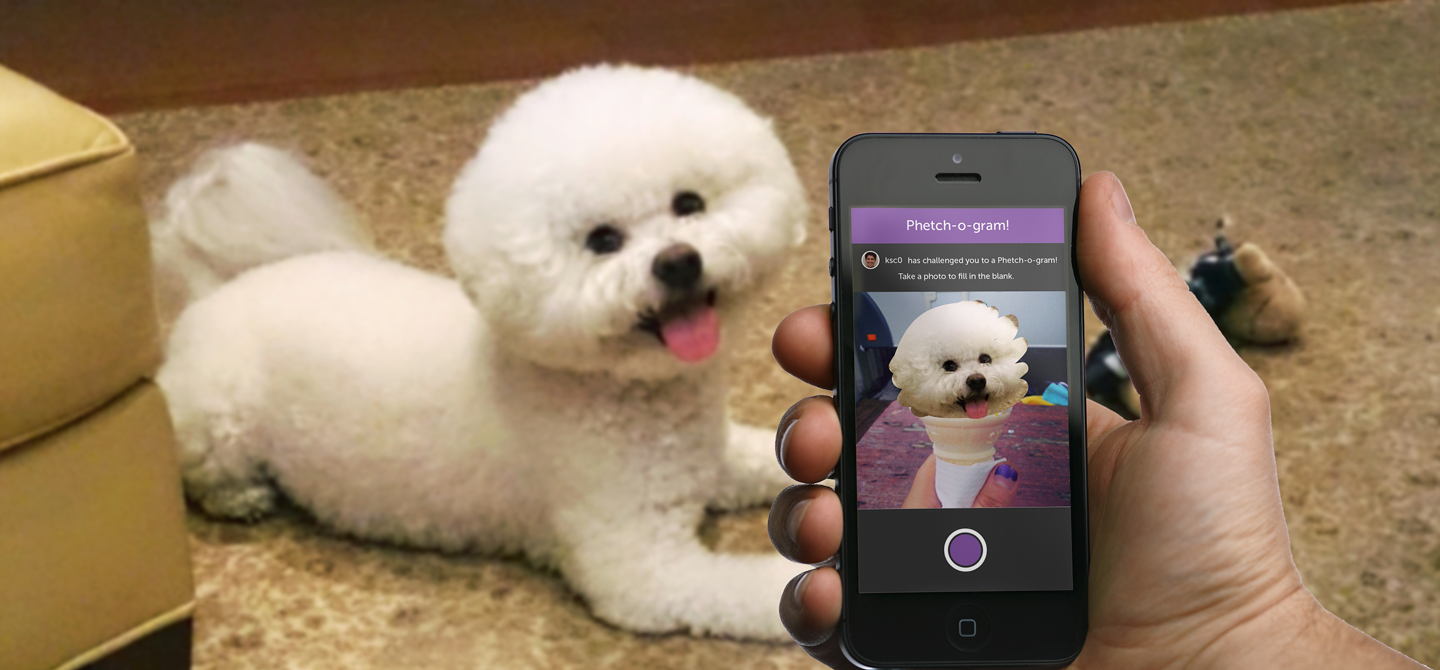 Phetch-o-gram!
ksc0 has challenged you to a Phetch-o-gram!
Take a photo to fill in the blank.